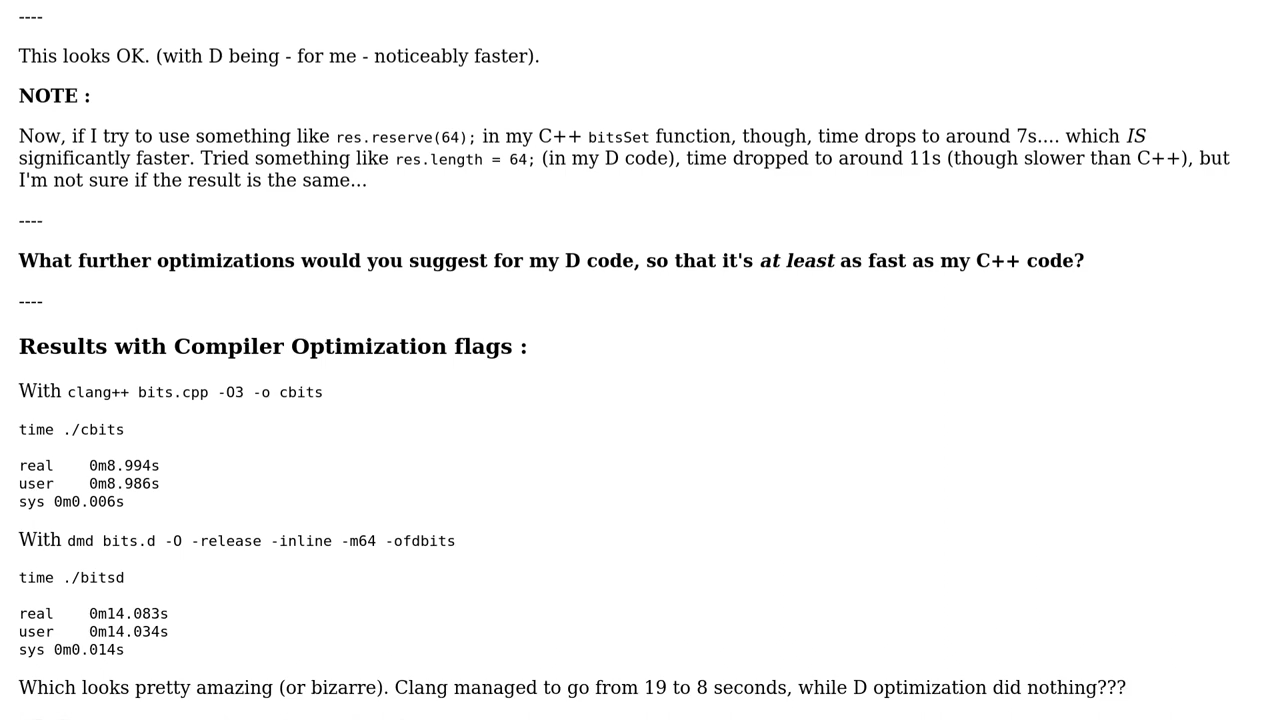 ----
This looks OK. (with D being - for me - noticeably faster).
NOTE :
Now, if I try to use something like res.reserve(64); in my C++ bitsSet function, though, time drops to around 7s.... which IS
significantly faster. Tried something like res.length = 64; (in my D code), time dropped to around 11s (though slower than C++), but
I'm not sure if the result is the same...
----
What further optimizations would you suggest for my D code, so that it's at least as fast as my C++ code?
----
Results with Compiler Optimization flags :
With clang++ bits.cpp -O3 -o cbits
time ./cbits
real    0m8.994s
user    0m8.986s
sys 0m0.006s
With dmd bits.d -O -release -inline -m64 -ofdbits
time ./bitsd
real    0m14.083s
user    0m14.034s
sys 0m0.014s
Which looks pretty amazing (or bizarre). Clang managed to go from 19 to 8 seconds, while D optimization did nothing???